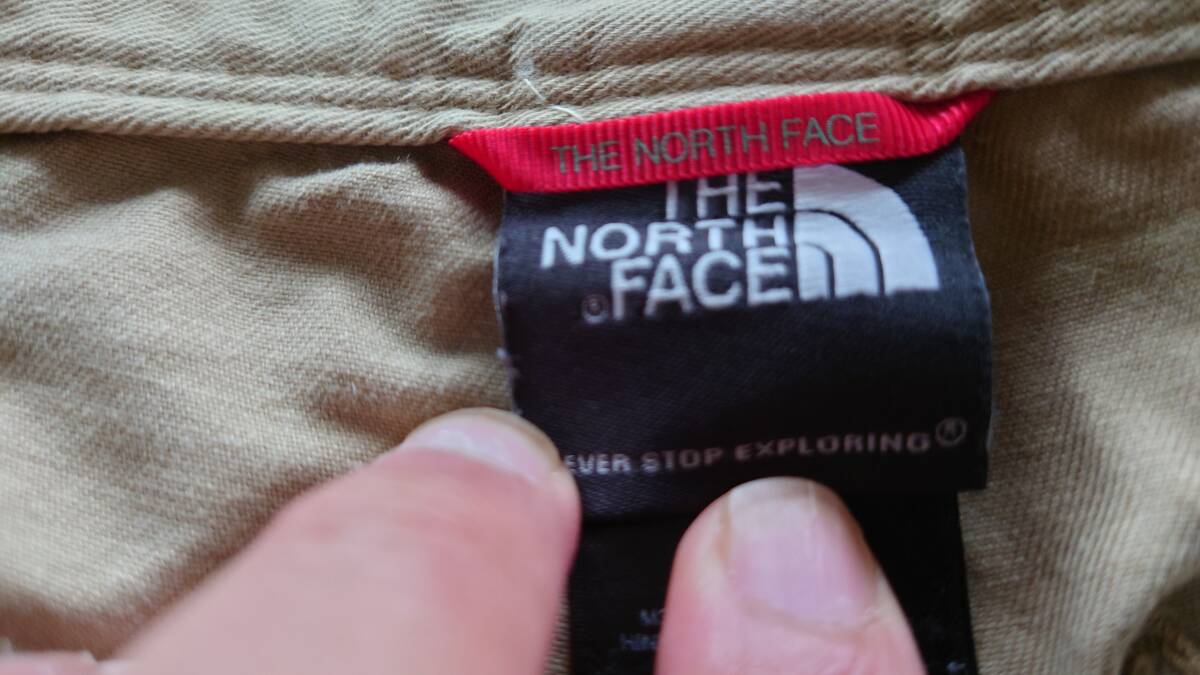 THE NORTH FACE
THE
NORTH
FACE
®
EVER STOP EXPLORING®